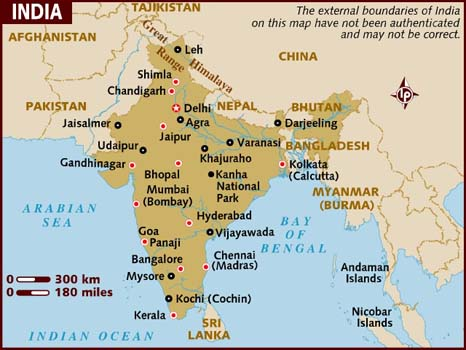 INDIA
TAJIKISTAN
The external boundaries of India
on this map have not been authenticated
and may not be correct.
AFGHANISTAN
Leh
Great
Himalaya
Range
CHINA
Shimla
Chandigarh
PAKISTAN
Delhi
NEPAL
BHUTAN
LP
Jaisalmer
Agra
Darjeeling
Jaipur
Varanasi
BANGLADESH
Udaipur
Khajuraho
Gandhinagar
Bhopal
Kanha
National
Park
Kolkata
(Calcutta)
Mumbai
(Bombay)
MYANMAR
(BURMA)
ARABIAN
SEA
Hyderabad
BAY
OF
BENGAL
Goa
Panaji
Vijayawada
Bangalore
Chennai
(Madras)
300 km
180 miles
Mysore
Andaman
Islands
Kochi (Cochin)
Kerala
SRI
LANKA
Nicobar
Islands
INDIAN OCEAN